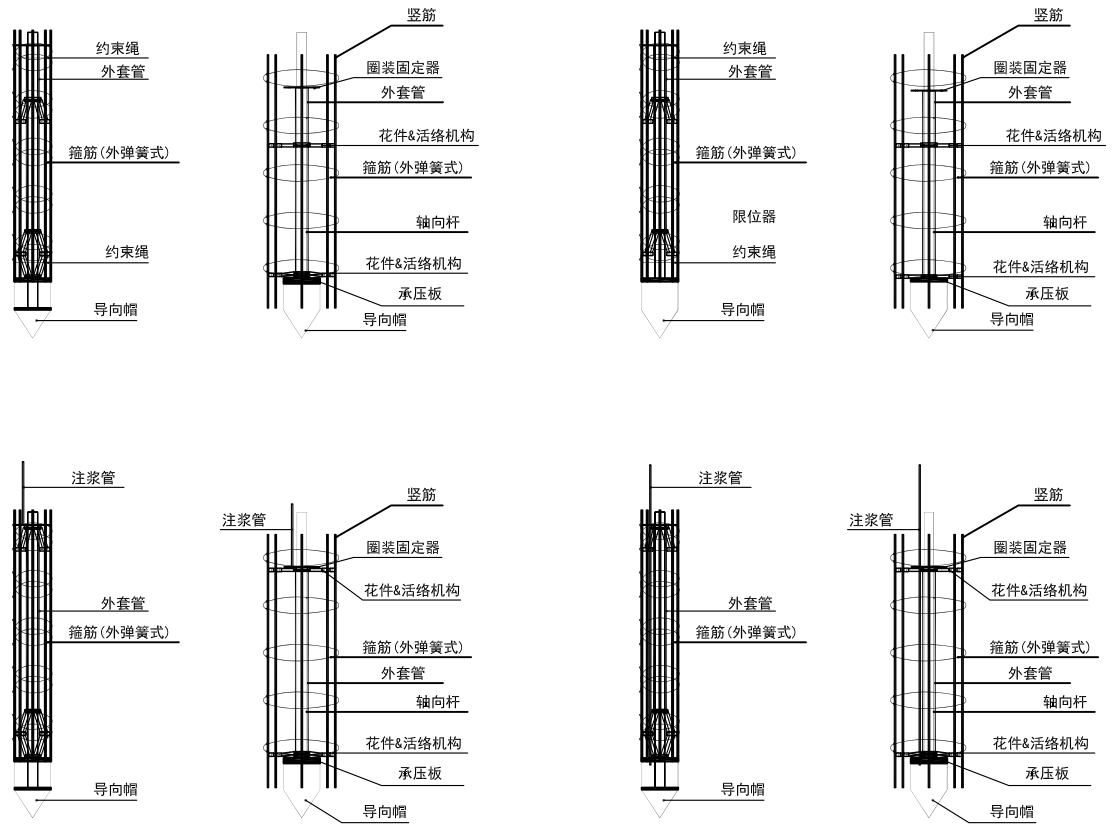 竖筋
约束绳
外套管
圈装固定器
外套管
花件&活络机构
箍筋(外弹簧式)
箍筋(外弹簧式)
轴向杆
约束绳
花件&活络机构
承压板
导向帽
导向帽
竖筋
约束绳
外套管
圈装固定器
外套管
花件&活络机构
箍筋(外弹簧式)
箍筋(外弹簧式)
限位器
轴向杆
约束绳
花件&活络机构
承压板
导向帽
导向帽
注浆管
竖筋
注浆管
圈装固定器
花件&活络机构
外套管
箍筋(外弹簧式)
箍筋(外弹簧式)
外套管
轴向杆
花件&活络机构
承压板
导向帽
导向帽
注浆管
竖筋
注浆管
圈装固定器
花件&活络机构
外套管
箍筋(外弹簧式)
箍筋(外弹簧式)
外套管
轴向杆
花件&活络机构
承压板
导向帽
导向帽